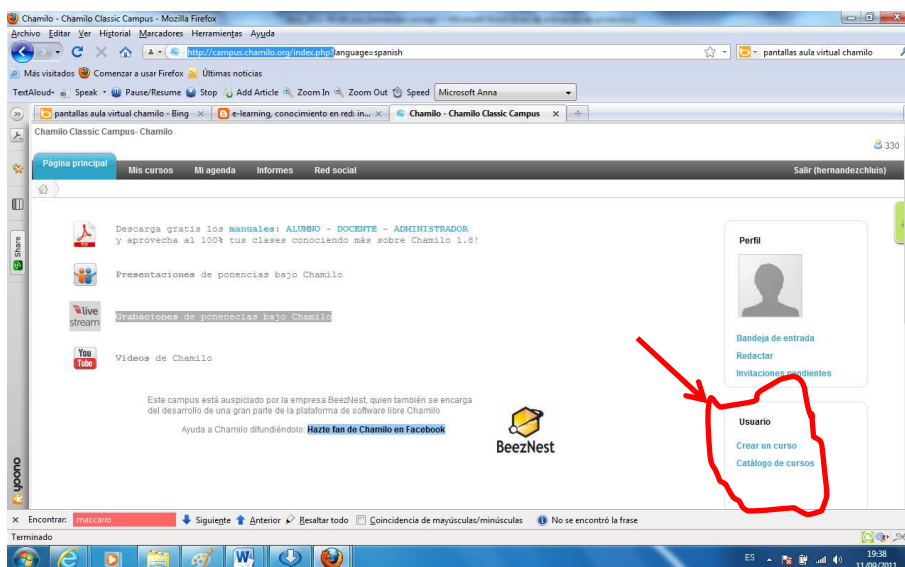 Chamilo - Chamilo Classic Campus - Mozilla Firefox
Archivo Editar Ver Historial Marcadores Herramientas Ayuda
http://campus.chamilo.org/index.php?language=spanish
pantallas aula virtual chamilo
Más visitados Comenzar a usar Firefox Últimas noticias
TextAloud: Speak Pause/Resume Stop Add Article Zoom In Zoom Out Speed Microsoft Anna
pantallas aula virtual chamilo - Bing e-learning, conocimiento en red: in... Chamilo - Chamilo Classic Campus
Chamilo Classic Campus- Chamilo
330
Página principal Mis cursos Mi agenda Informes Red social Salir (hernandezchluis)
Descarga gratis los manuales: ALUMNO - DOCENTE - ADMINISTRADOR
y aprovecha al 100% tus clases conociendo más sobre Chamilo 1.8!
Presentaciones de ponencias bajo Chamilo
live
stream
Grabaciones de ponenecias bajo Chamilo
You
Tube
Videos de Chamilo
Este campus está auspiciado por la empresa BeezNest, quien también se encarga
del desarrollo de una gran parte de la plataforma de software libre Chamilo
Ayuda a Chamilo difundiéndolo: Hazte fan de Chamilo en Facebook
BeezNest
Perfil
Bandeja de entrada
Redactar
Invitaciones pendientes
Usuario
Crear un curso
Catálogo de cursos
Share
yoono
Encontrar: maccario Siguiente Anterior Resaltar todo Coincidencia de mayúsculas/minúsculas No se encontró la frase
Terminado
ES 19:38
11/09/2011